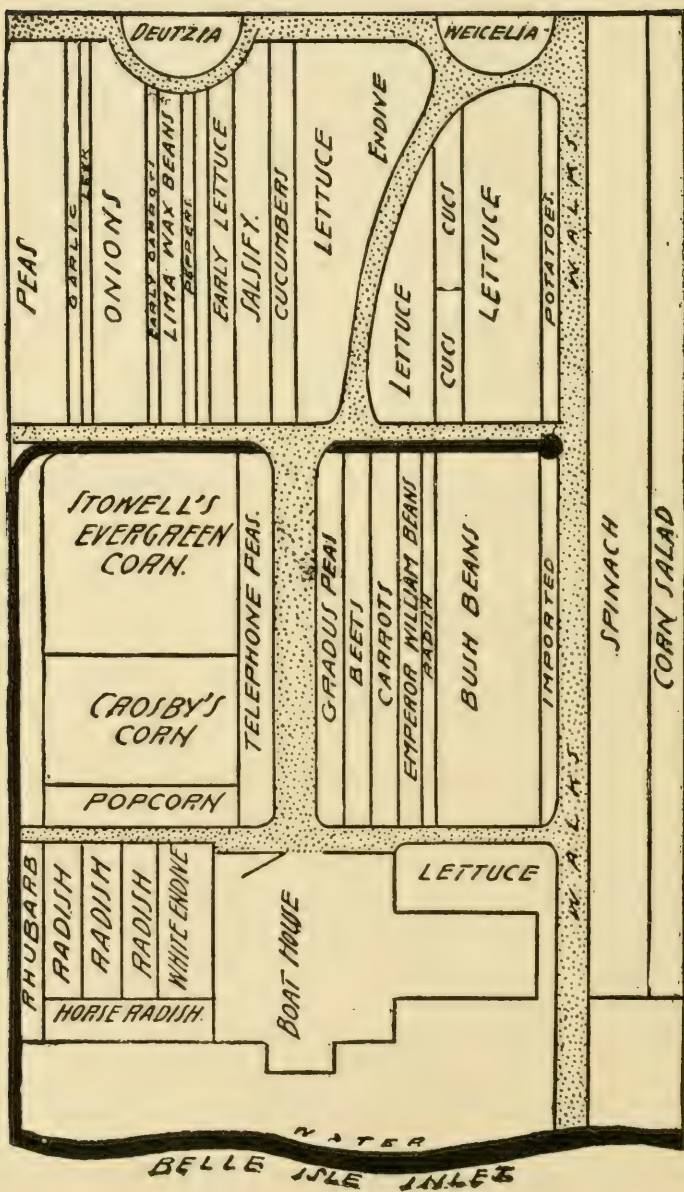 DEUTZIA
WEIGELIA
PEAS
GARLIC
LEEK
ONIONS
EARLY CARROTS
LIMA WAX BEANS
PEPPERS
EARLY LETTUCE
SALSIFY.
CUCUMBERS
LETTUCE
ENDIVE
LETTUCE
CUCS
CUCS
LETTUCE
POTATOES.
WALKS
STOWELL'S
EVERGREEN
CORN.
CROSBY'S
CORN
POPCORN
TELEPHONE PEAS.
GRADUS PEAS
BEETS
CARROTS
EMPEROR WILLIAM BEANS
RADISH
BUSH BEANS
IMPORTED
WALKS
SPINACH
CORN SALAD
RHUBARB
RADISH
RADISH
RADISH
WHITE ENDIVE
HORSE RADISH.
BOAT HOUSE
LETTUCE
WATER
BELLE ISLE INLET